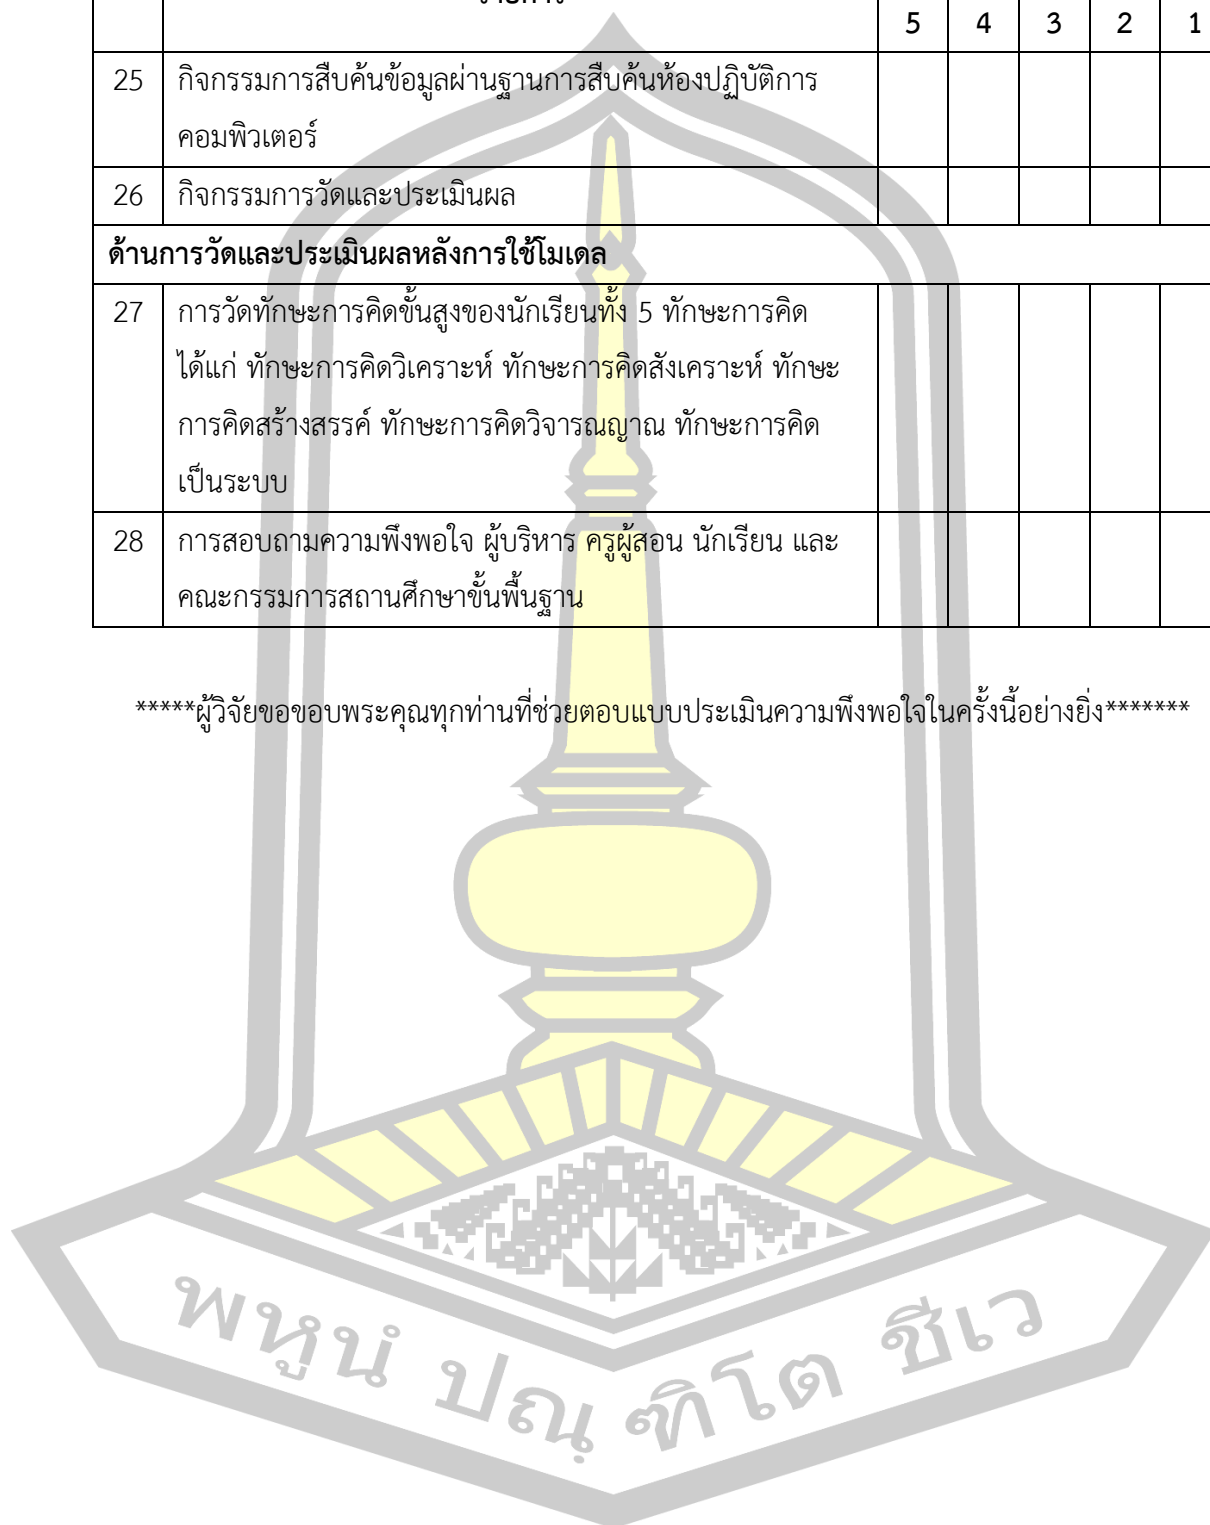 5 4 3 2 1
25 กิจกรรมการสืบค้นข้อมูลผ่านฐานการสืบค้นห้องปฏิบัติการ
คอมพิวเตอร์
26 กิจกรรมการวัดและประเมินผล
ด้านการวัดและประเมินผลหลังการใช้โมเดล
27 การวัดทักษะการคิดขั้นสูงของนักเรียนทั้ง 5 ทักษะการคิด
ได้แก่ ทักษะการคิดวิเคราะห์ ทักษะการคิดสังเคราะห์ ทักษะ
การคิดสร้างสรรค์ ทักษะการคิดวิจารณญาณ ทักษะการคิด
เป็นระบบ
28 การสอบถามความพึงพอใจ ผู้บริหาร ครูผู้สอน นักเรียน และ
คณะกรรมการสถานศึกษาขั้นพื้นฐาน
*****ผู้วิจัยขอขอบพระคุณทุกท่านที่ช่วยตอบแบบประเมินความพึงพอใจในครั้งนี้อย่างยิ่ง*******
พหูนํ ปณฺ ฑิโต ชีเว